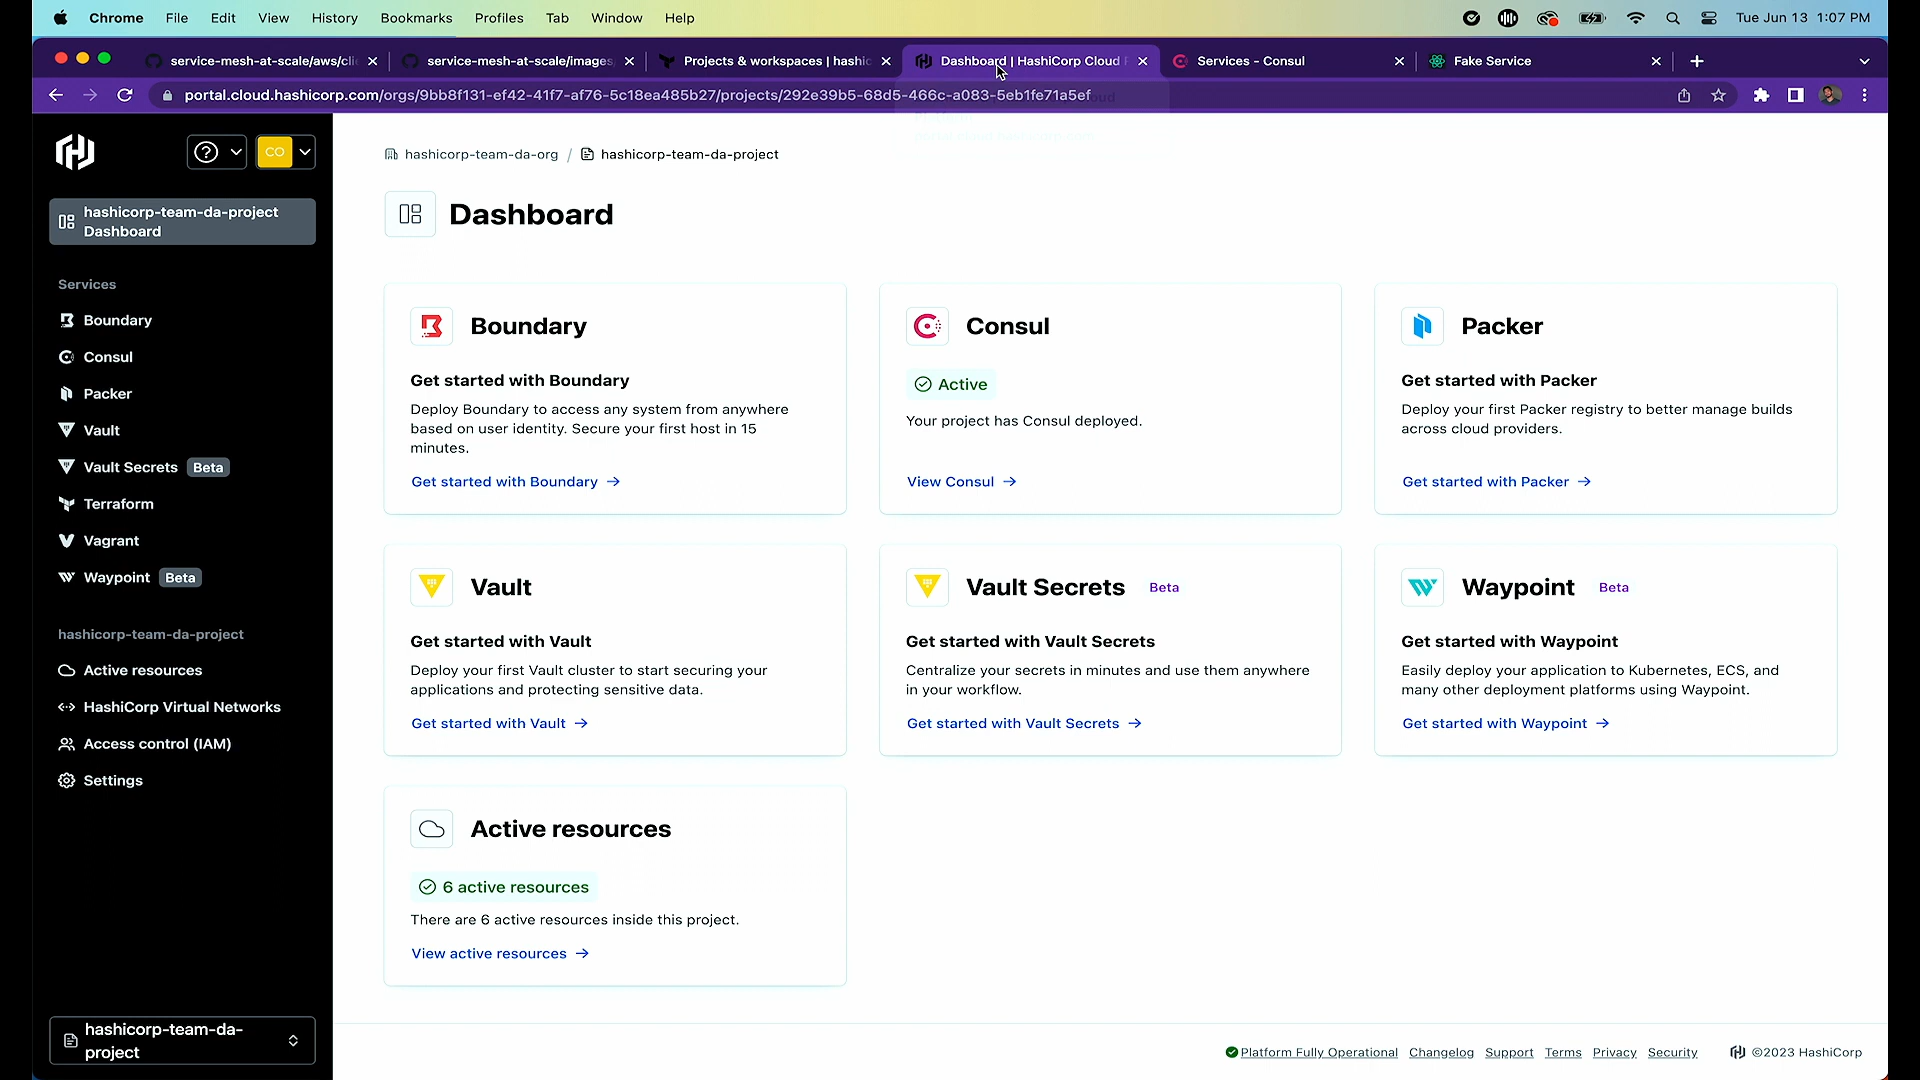 Chrome File Edit View History Bookmarks Profiles Tab Window Help Tue Jun 13 1:07 PM
service-mesh-at-scale/aws/cli service-mesh-at-scale/images Projects & workspaces | hashic Dashboard | HashiCorp Cloud P Services - Consul Fake Service
portal.cloud.hashicorp.com/orgs/9bb8f131-ef42-41f7-af76-5c18ea485b27/projects/292e39b5-68d5-466c-a083-5eb1fe71a5ef
CO
hashicorp-team-da-project
Dashboard
Services
Boundary
Consul
Packer
Vault
Vault Secrets Beta
Terraform
Vagrant
Waypoint Beta
hashicorp-team-da-project
Active resources
HashiCorp Virtual Networks
Access control (IAM)
Settings
hashicorp-team-da-
project
hashicorp-team-da-org / hashicorp-team-da-project
Dashboard
Boundary
Get started with Boundary
Deploy Boundary to access any system from anywhere
based on user identity. Secure your first host in 15
minutes.
Get started with Boundary
Consul
Active
Your project has Consul deployed.
View Consul
Packer
Get started with Packer
Deploy your first Packer registry to better manage builds
across cloud providers.
Get started with Packer
Vault
Get started with Vault
Deploy your first Vault cluster to start securing your
applications and protecting sensitive data.
Get started with Vault
Vault Secrets Beta
Get started with Vault Secrets
Centralize your secrets in minutes and use them anywhere
in your workflow.
Get started with Vault Secrets
Waypoint Beta
Get started with Waypoint
Easily deploy your application to Kubernetes, ECS, and
many other deployment platforms using Waypoint.
Get started with Waypoint
Active resources
6 active resources
There are 6 active resources inside this project.
View active resources
Platform Fully Operational Changelog Support Terms Privacy Security ©2023 HashiCorp